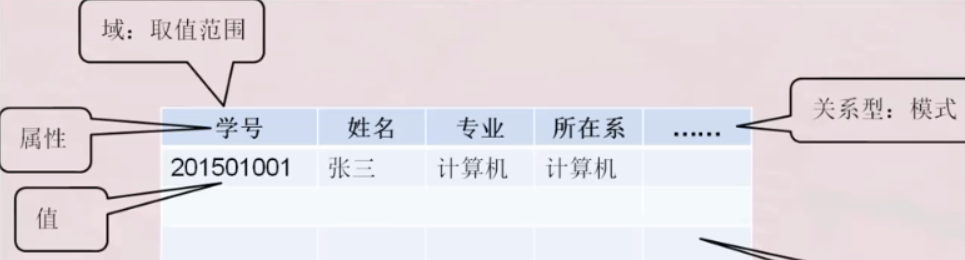 域：取值范围
关系型：模式
属性
学号 姓名 专业 所在系 ……
201501001 张三 计算机 计算机
值